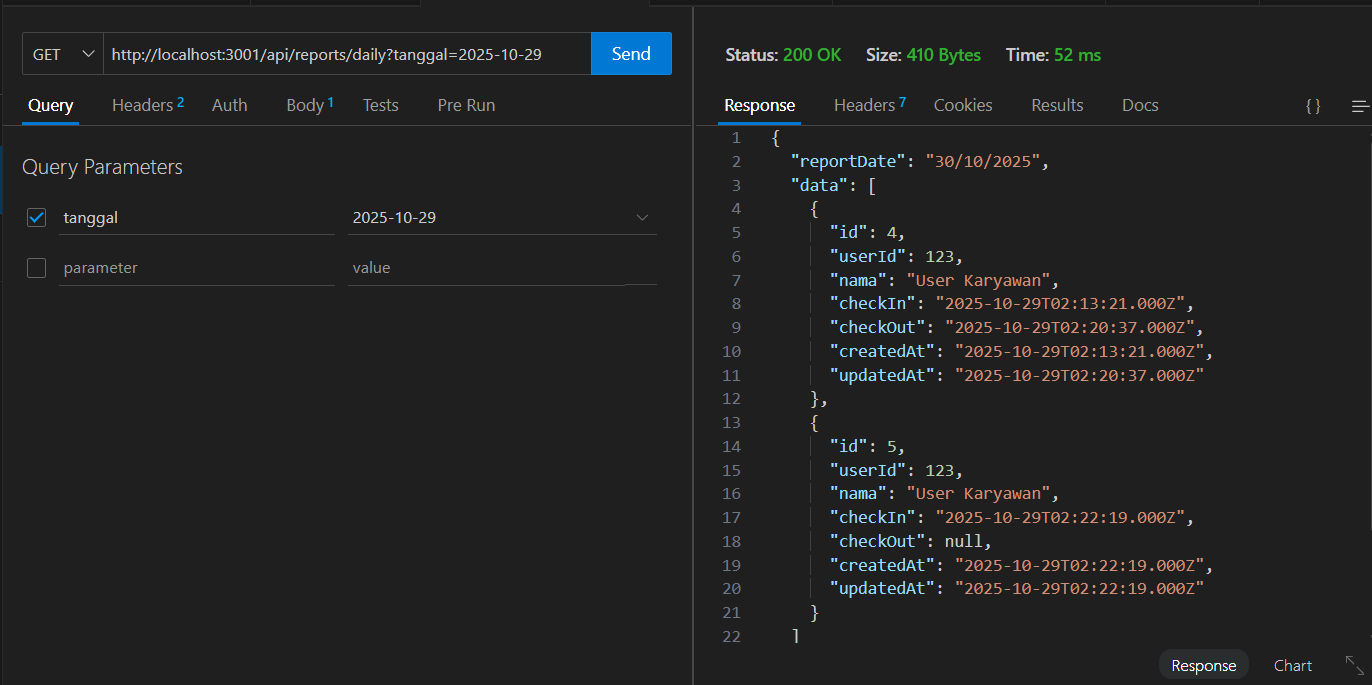 GET http://localhost:3001/api/reports/daily?tanggal=2025-10-29 Send
Query Headers 2 Auth Body 1 Tests Pre Run
Query Parameters
tanggal 2025-10-29
parameter value
Status: 200 OK Size: 410 Bytes Time: 52 ms
Response Headers 7 Cookies Results Docs {}
1 {
2 "reportDate": "30/10/2025",
3 "data": [
4 {
5 "id": 4,
6 "userId": 123,
7 "nama": "User Karyawan",
8 "checkIn": "2025-10-29T02:13:21.000Z",
9 "checkOut": "2025-10-29T02:20:37.000Z",
10 "createdAt": "2025-10-29T02:13:21.000Z",
11 "updatedAt": "2025-10-29T02:20:37.000Z"
12 },
13 {
14 "id": 5,
15 "userId": 123,
16 "nama": "User Karyawan",
17 "checkIn": "2025-10-29T02:22:19.000Z",
18 "checkOut": null,
19 "createdAt": "2025-10-29T02:22:19.000Z",
20 "updatedAt": "2025-10-29T02:22:19.000Z"
21 }
22 ]
Response Chart